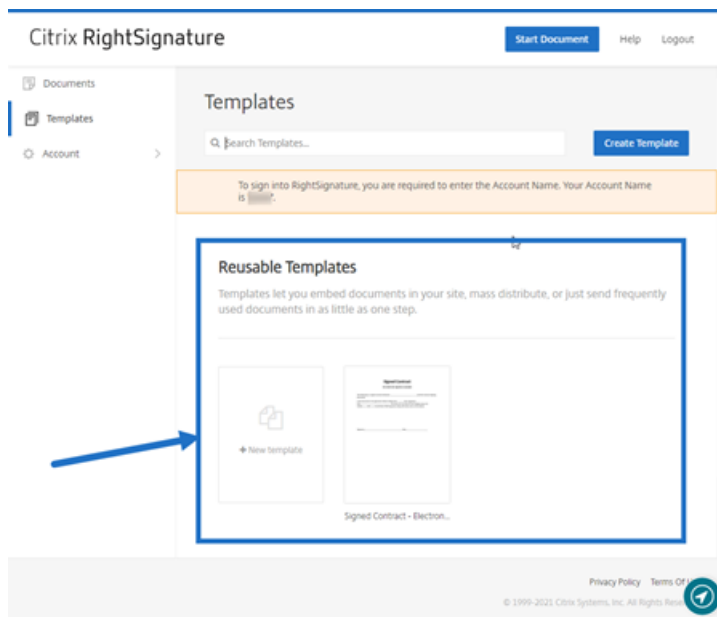 Citrix RightSignature
Start Document
Help
Logout
Documents
Templates
Account
Templates
Search Templates...
Create Template
To sign into RightSignature, you are required to enter the Account Name. Your Account Name
is
Reusable Templates
Templates let you embed documents in your site, mass distribute, or just send frequently
used documents in as little as one step.
Signed Contract
+ New template
Signed Contract - Electron...
Privacy Policy
Terms Of
© 1999-2021 Citrix Systems, Inc. All Rights